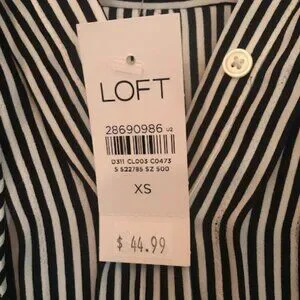 LOFT
28690986 U2
D311 CL003 C0473
S 522785 SZ 500
XS
$ 44.99